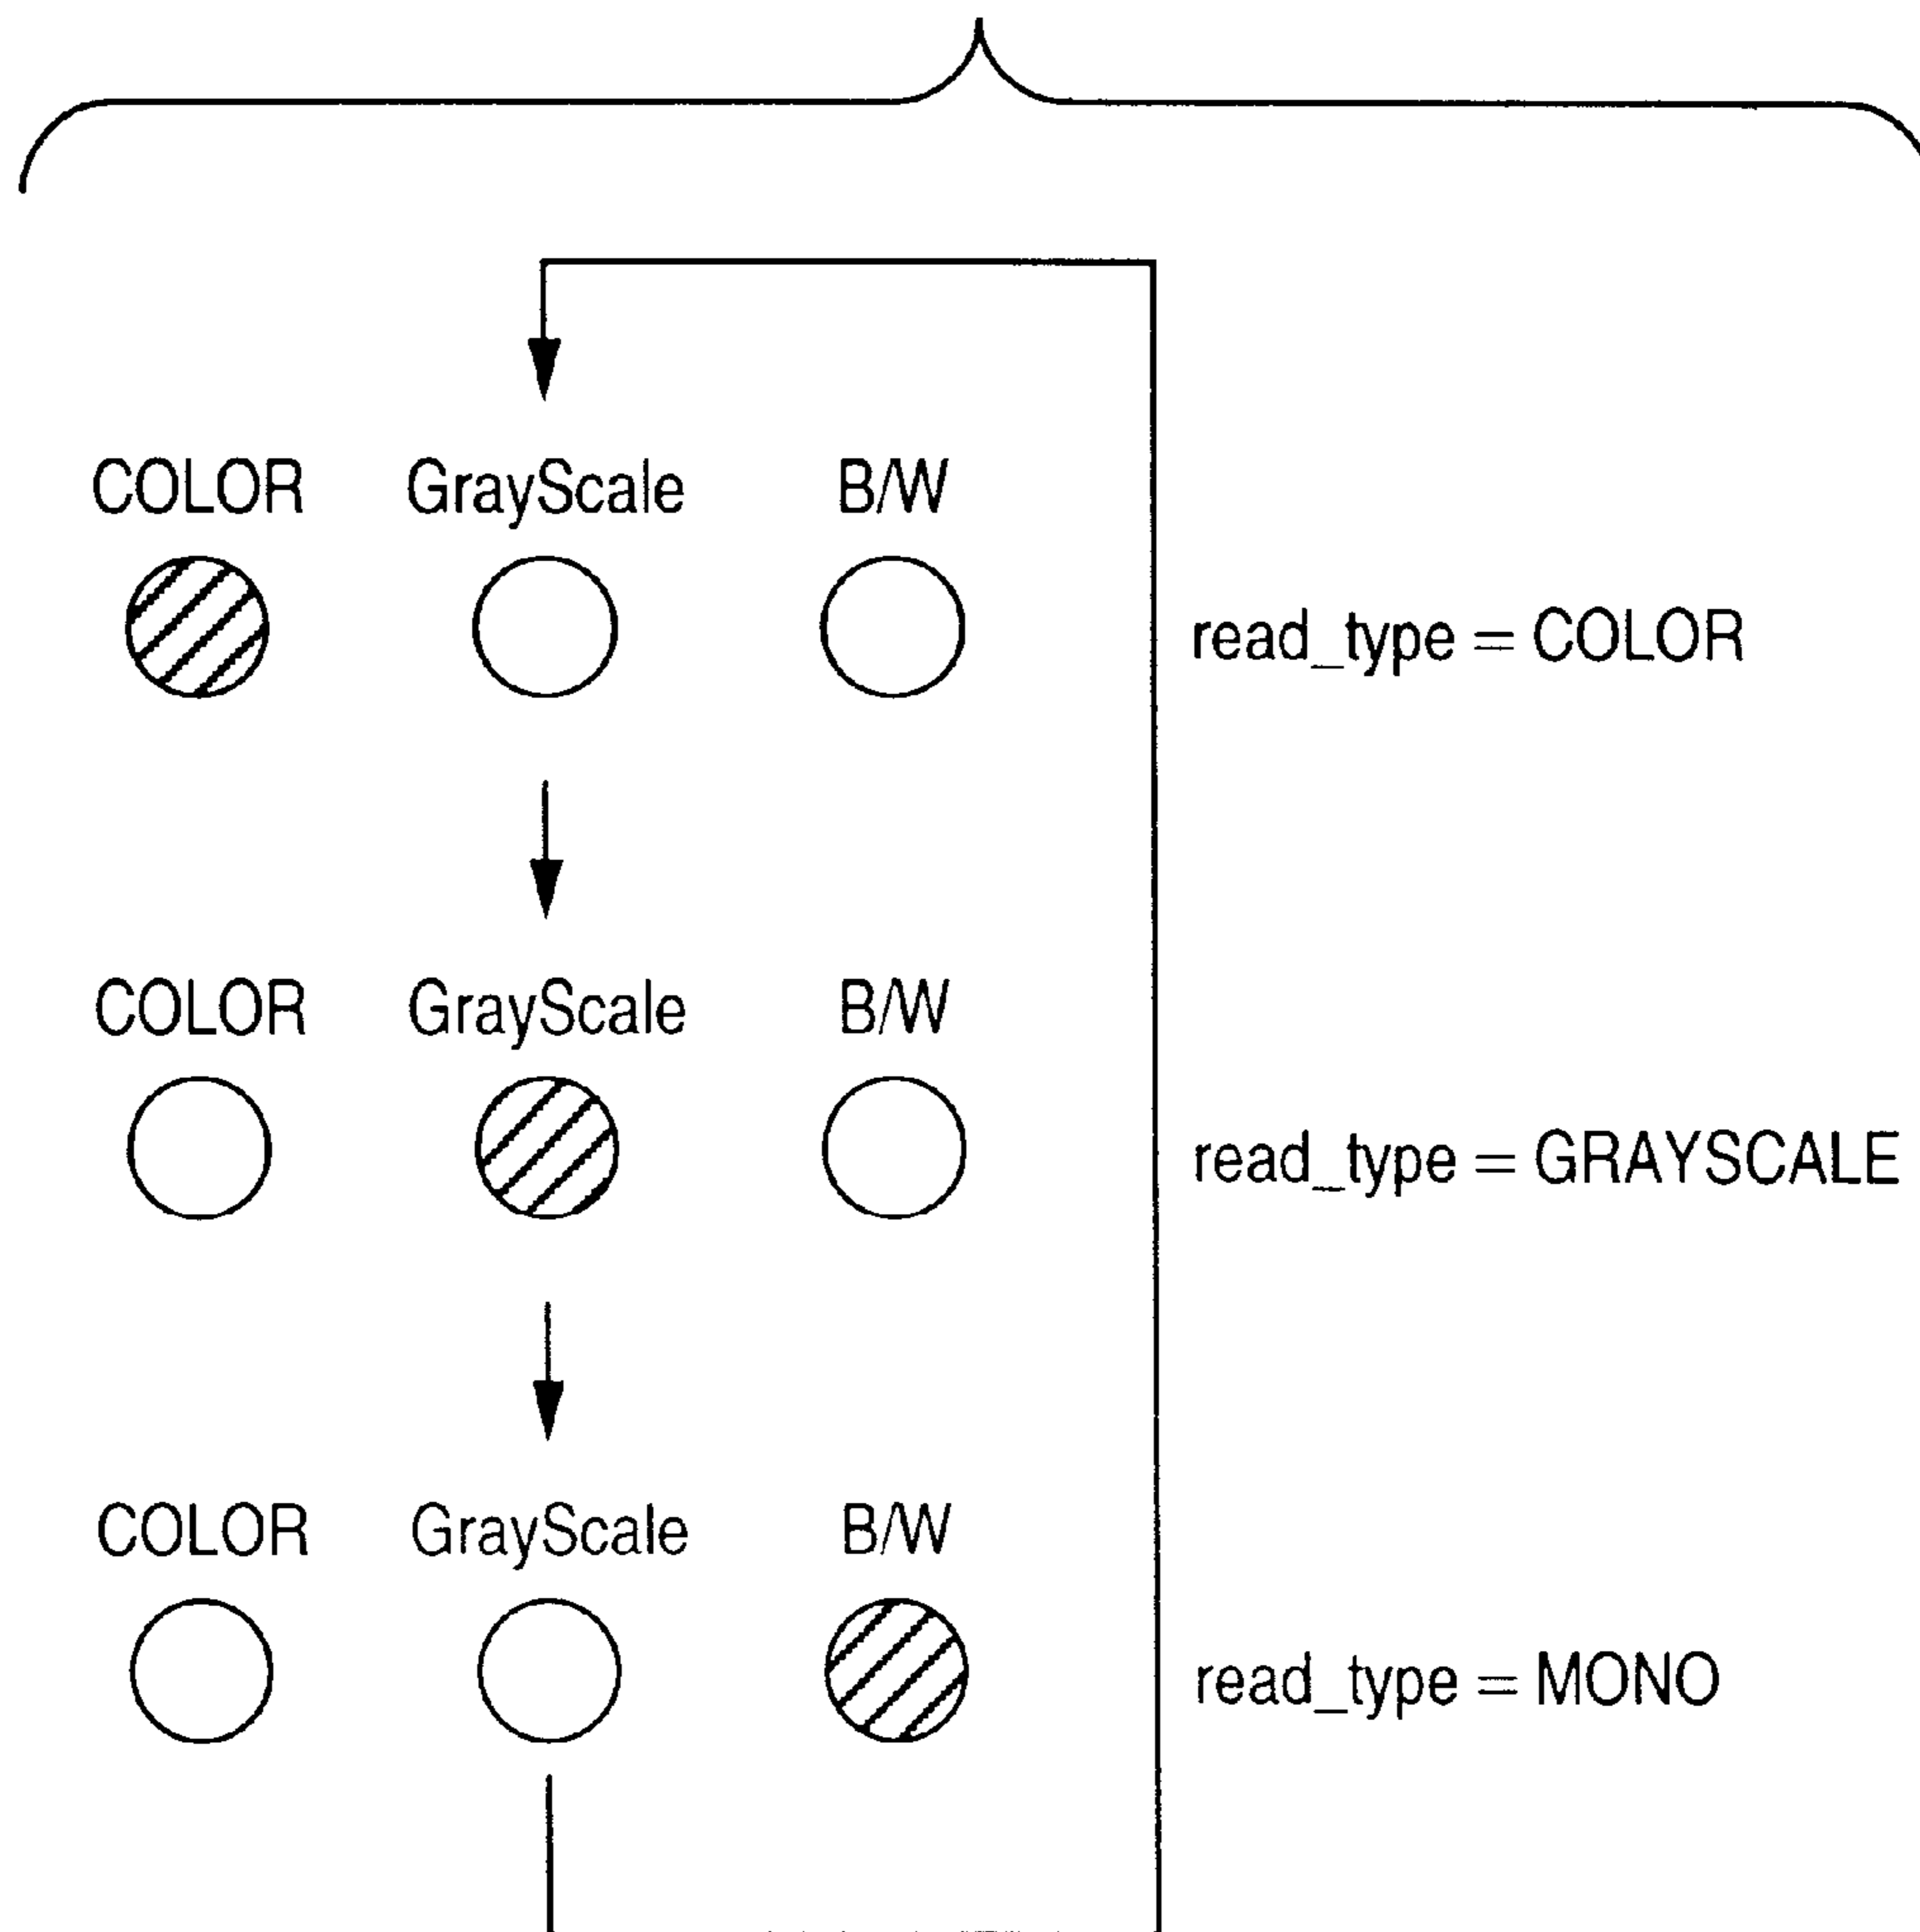 COLOR GrayScale B/W
read_type = COLOR
COLOR GrayScale B/W
read_type = GRAYSCALE
COLOR GrayScale B/W
read_type = MONO